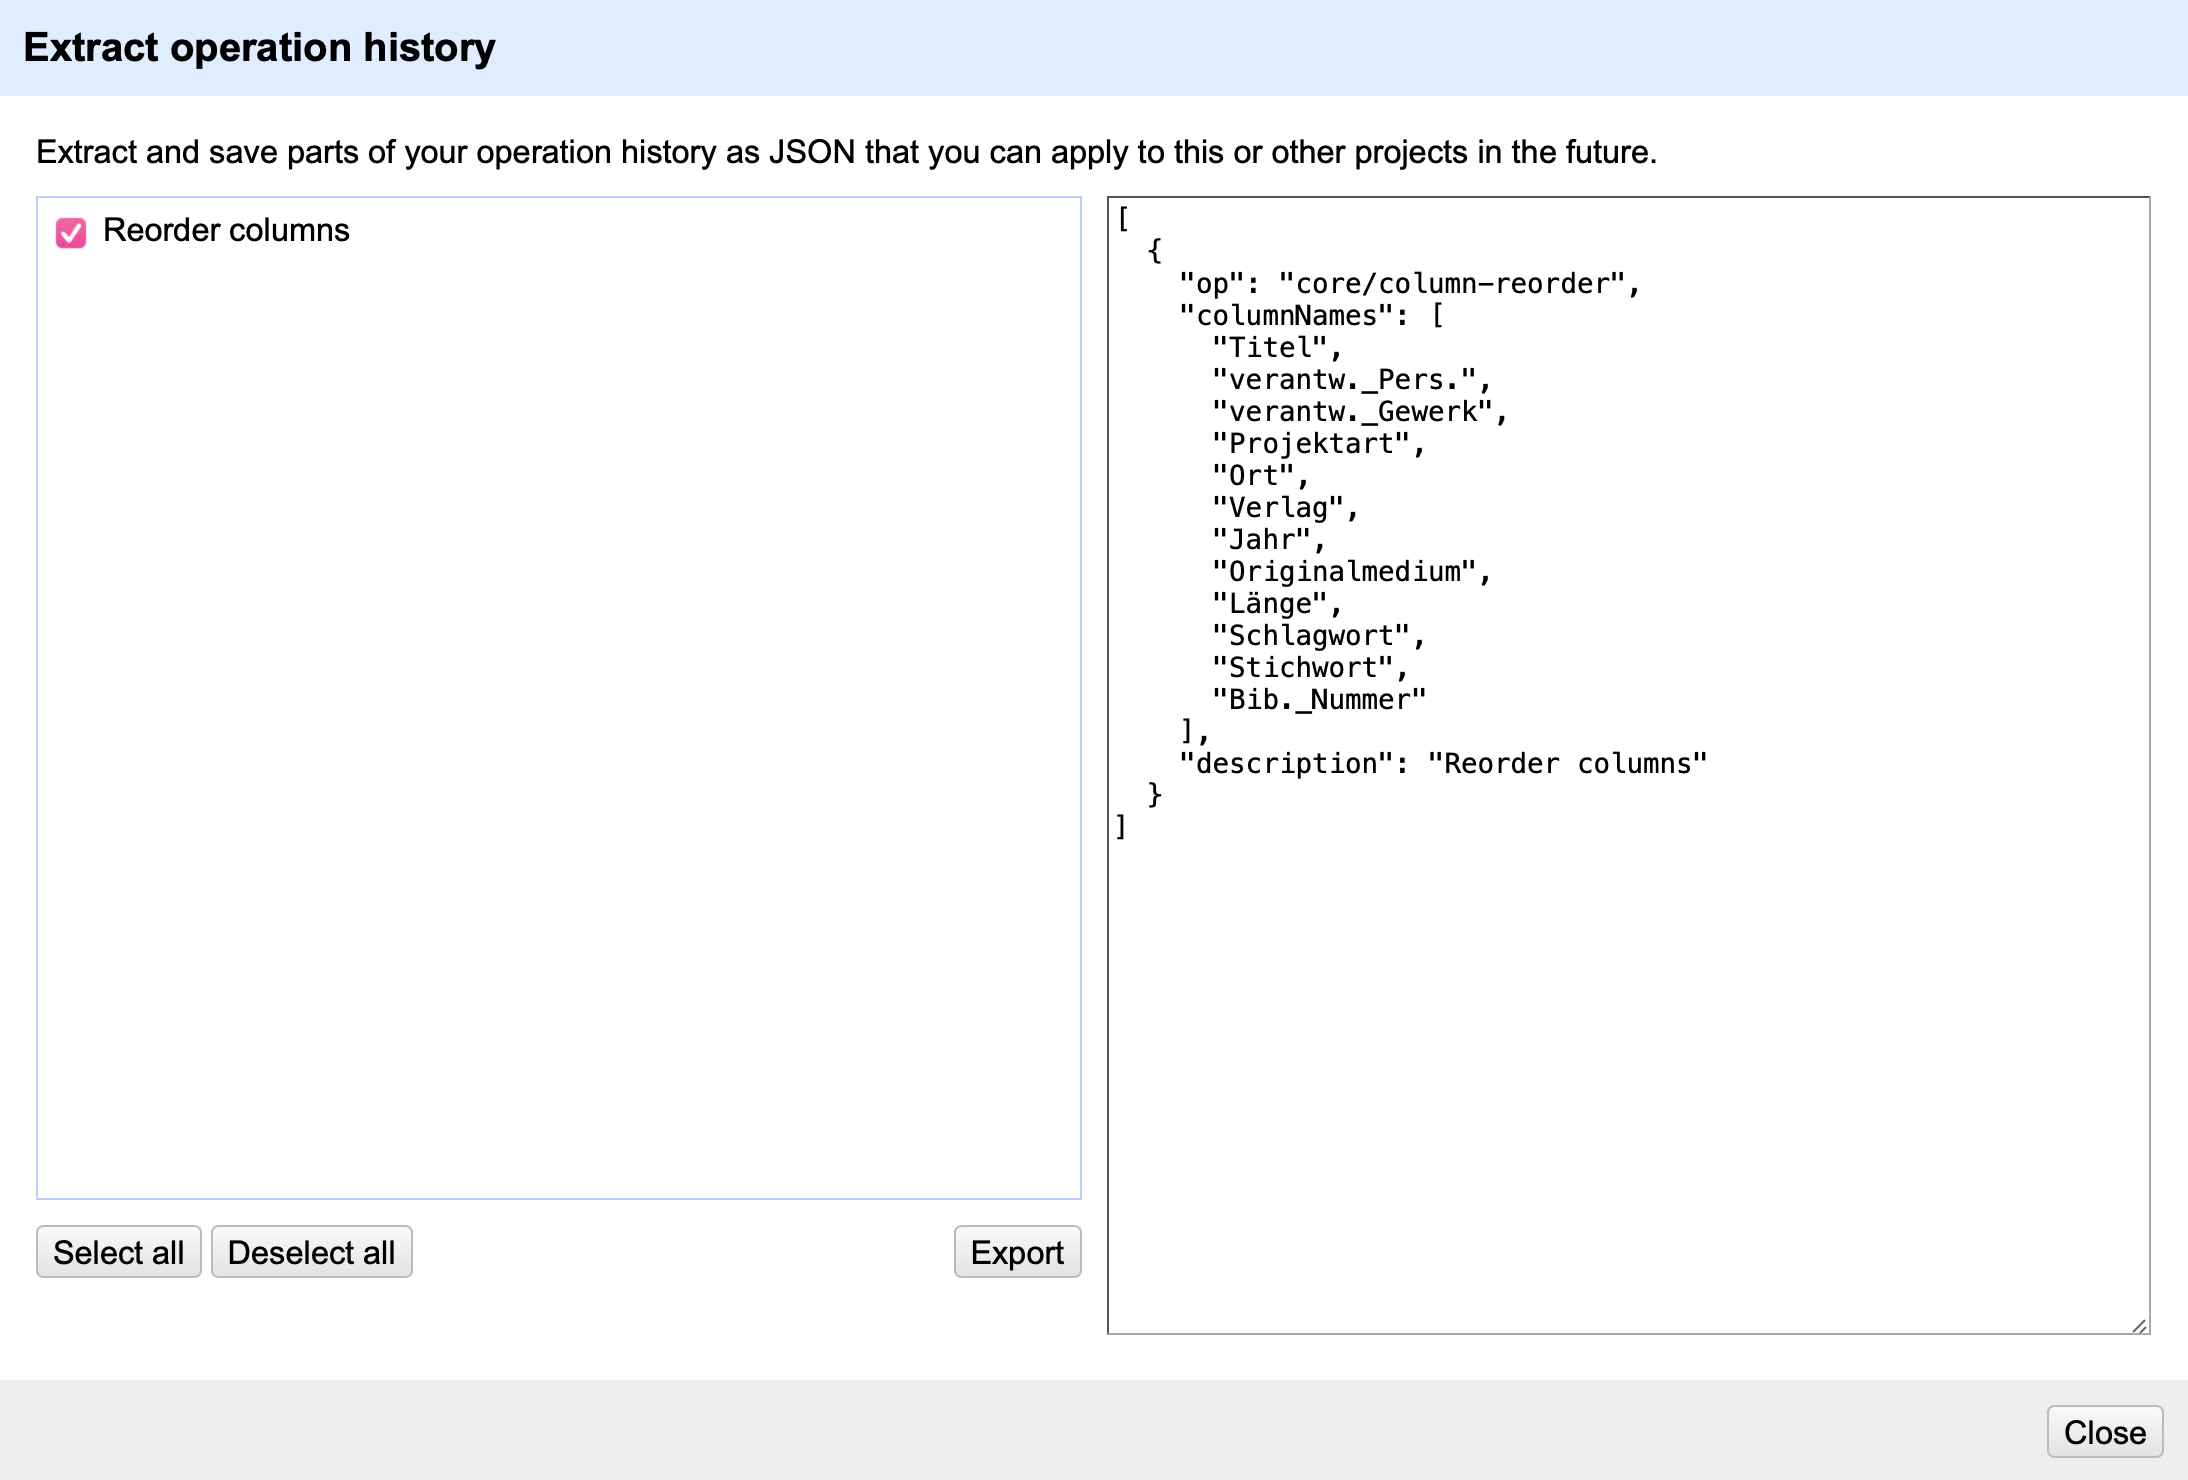 Extract operation history
Extract and save parts of your operation history as JSON that you can apply to this or other projects in the future.
Reorder columns
[
  {
    "op": "core/column-reorder",
    "columnNames": [
      "Titel",
      "verantw._Pers.",
      "verantw._Gewerk",
      "Projektart",
      "Ort",
      "Verlag",
      "Jahr",
      "Originalmedium",
      "Länge",
      "Schlagwort",
      "Stichwort",
      "Bib._Nummer"
    ],
    "description": "Reorder columns"
  }
]
Select all Deselect all Export
Close